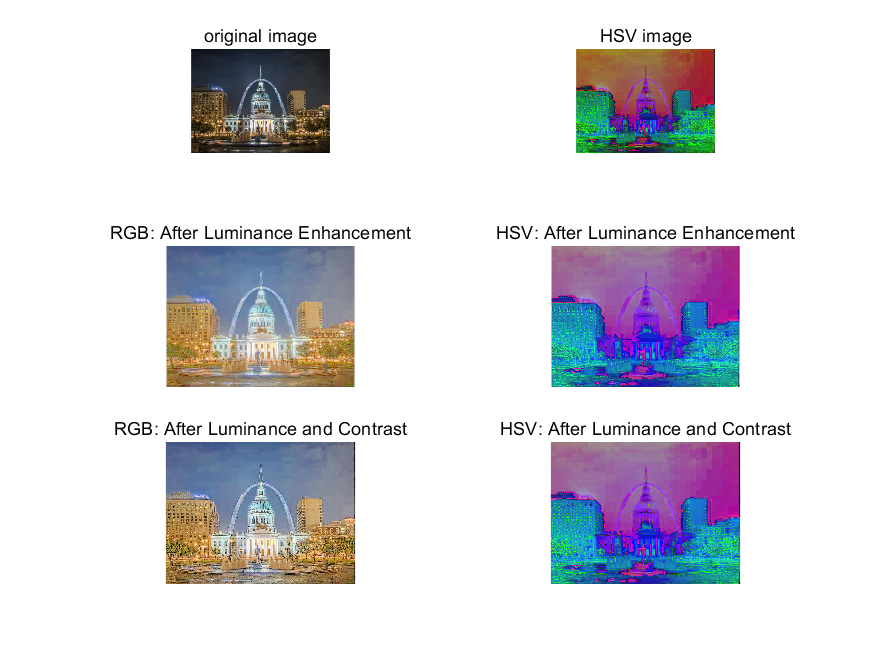 original image
HSV image
RGB: After Luminance Enhancement
HSV: After Luminance Enhancement
RGB: After Luminance and Contrast
HSV: After Luminance and Contrast